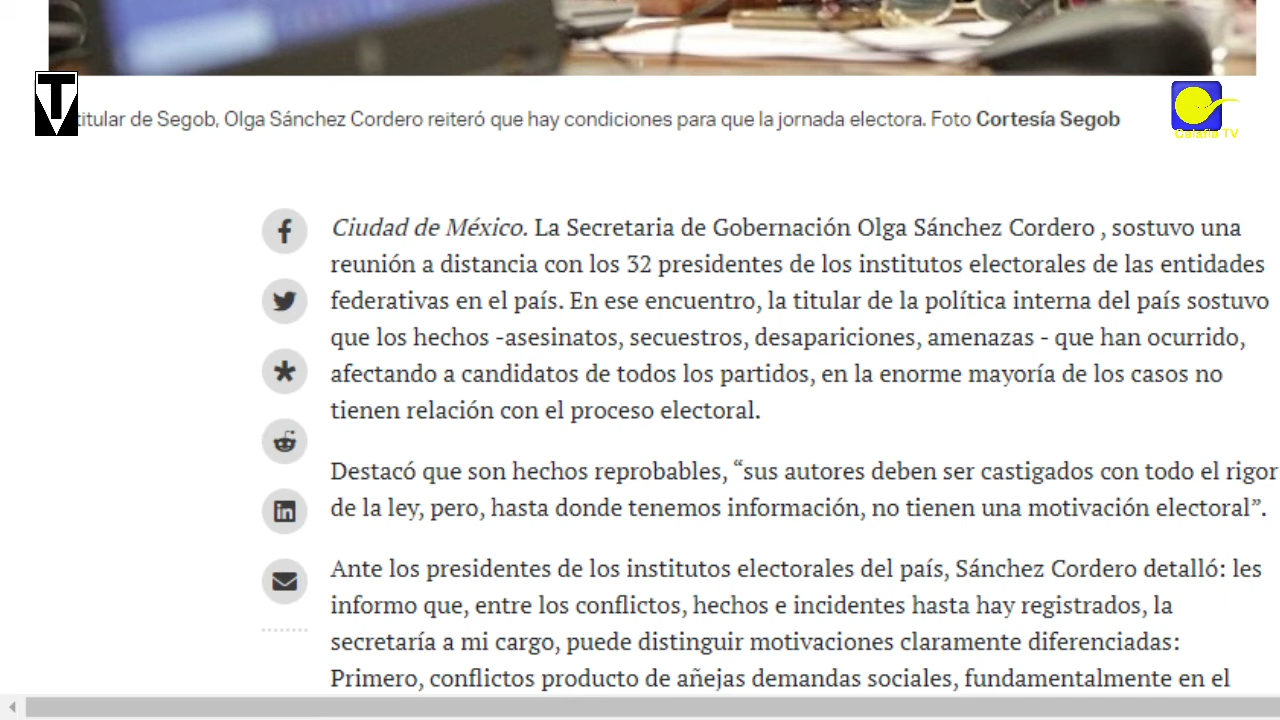 T
titular de Segob, Olga Sánchez Cordero reiteró que hay condiciones para que la jornada electora. Foto Cortesía Segob
Calafia TV
Ciudad de México. La Secretaria de Gobernación Olga Sánchez Cordero , sostuvo una
reunión a distancia con los 32 presidentes de los institutos electorales de las entidades
federativas en el país. En ese encuentro, la titular de la política interna del país sostuvo
que los hechos -asesinatos, secuestros, desapariciones, amenazas - que han ocurrido,
afectando a candidatos de todos los partidos, en la enorme mayoría de los casos no
tienen relación con el proceso electoral.
Destacó que son hechos reprobables, “sus autores deben ser castigados con todo el rigor
de la ley, pero, hasta donde tenemos información, no tienen una motivación electoral”.
Ante los presidentes de los institutos electorales del país, Sánchez Cordero detalló: les
informo que, entre los conflictos, hechos e incidentes hasta hay registrados, la
secretaría a mi cargo, puede distinguir motivaciones claramente diferenciadas:
Primero, conflictos producto de añejas demandas sociales, fundamentalmente en el